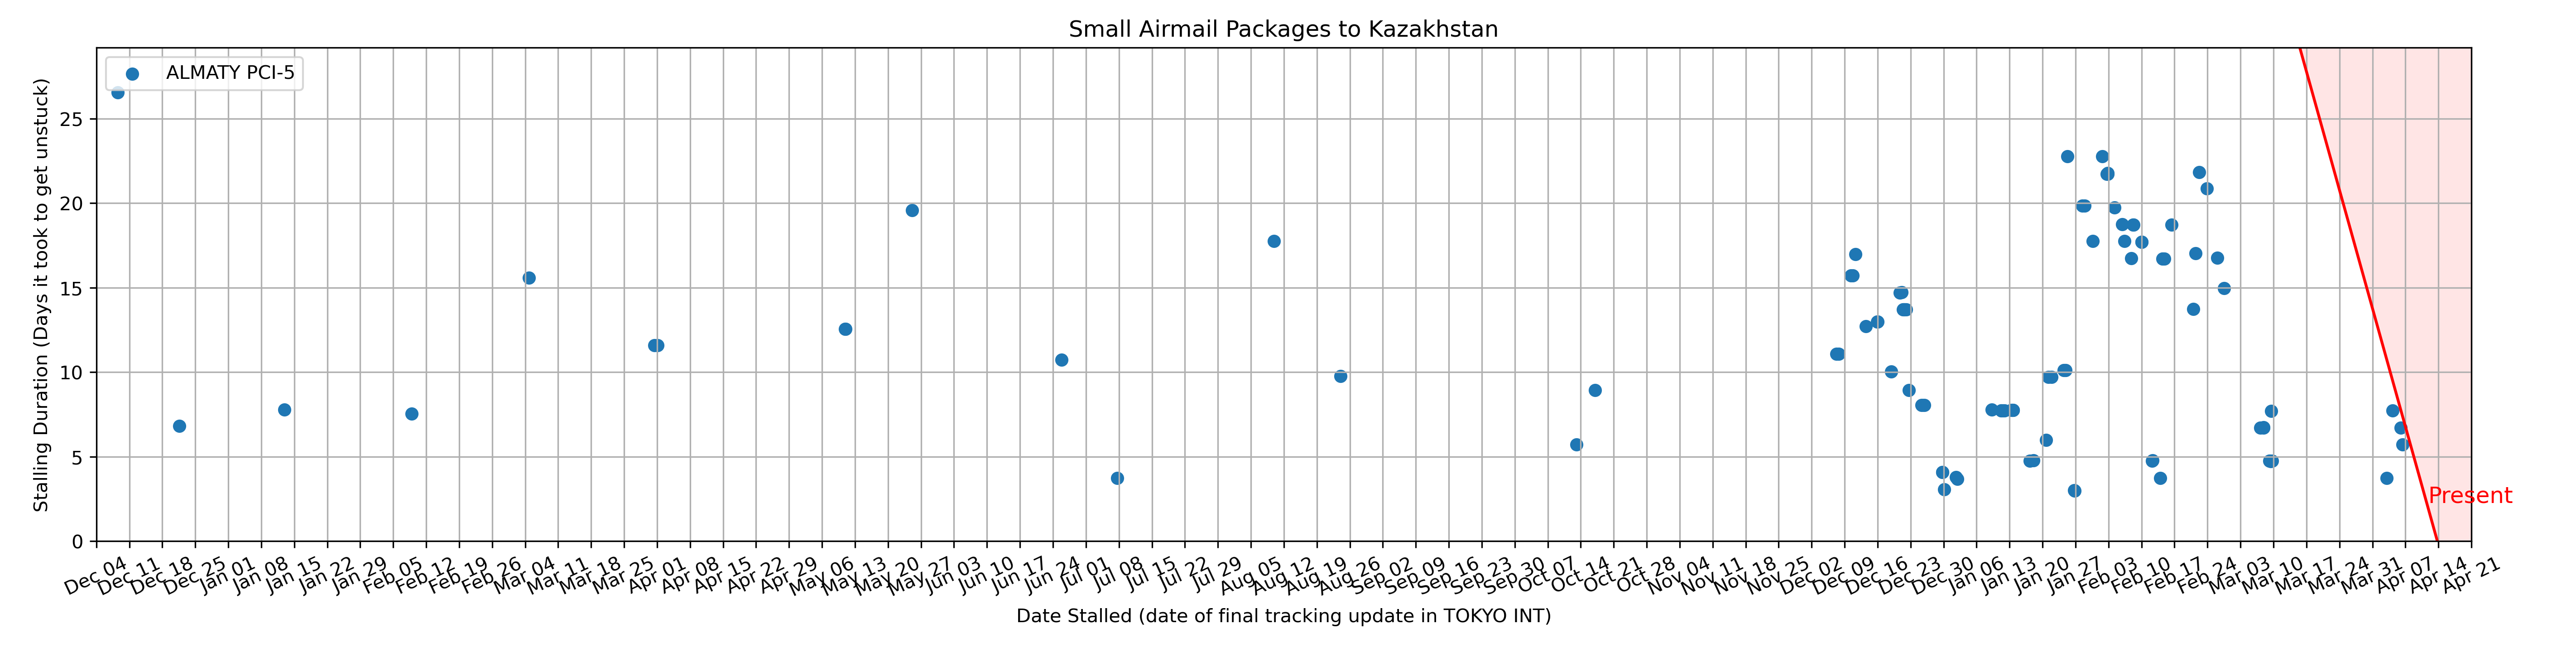 Small Airmail Packages to Kazakhstan
ALMATY PCI-5
Stalling Duration (Days it took to get unstuck)
25
20
15
10
5
0
Present
Dec 04
Dec 11
Dec 18
Dec 25
Jan 01
Jan 08
Jan 15
Jan 22
Jan 29
Feb 05
Feb 12
Feb 19
Feb 26
Mar 04
Mar 11
Mar 18
Mar 25
Apr 01
Apr 08
Apr 15
Apr 22
Apr 29
May 06
May 13
May 20
May 27
Jun 03
Jun 10
Jun 17
Jun 24
Jul 01
Jul 08
Jul 15
Jul 22
Jul 29
Aug 05
Aug 12
Aug 19
Aug 26
Sep 02
Sep 09
Sep 16
Sep 23
Sep 30
Oct 07
Oct 14
Oct 21
Oct 28
Nov 04
Nov 11
Nov 18
Nov 25
Dec 02
Dec 09
Dec 16
Dec 23
Dec 30
Jan 06
Jan 13
Jan 20
Jan 27
Feb 03
Feb 10
Feb 17
Feb 24
Mar 03
Mar 10
Mar 17
Mar 24
Mar 31
Apr 07
Apr 14
Apr 21
Date Stalled (date of final tracking update in TOKYO INT)